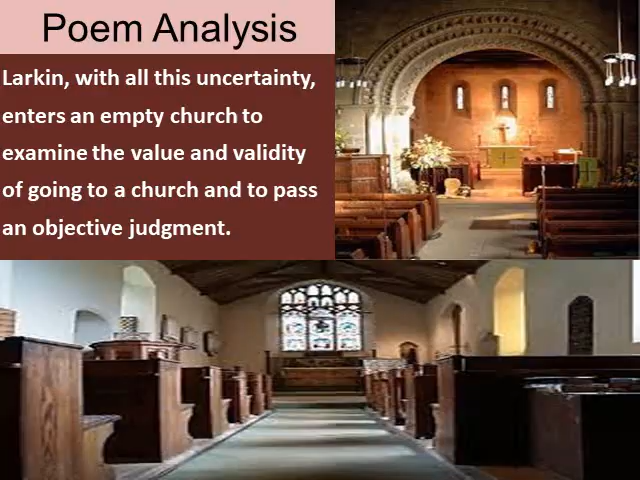 Poem Analysis
Larkin, with all this uncertainty,
enters an empty church to
examine the value and validity
of going to a church and to pass
an objective judgment.